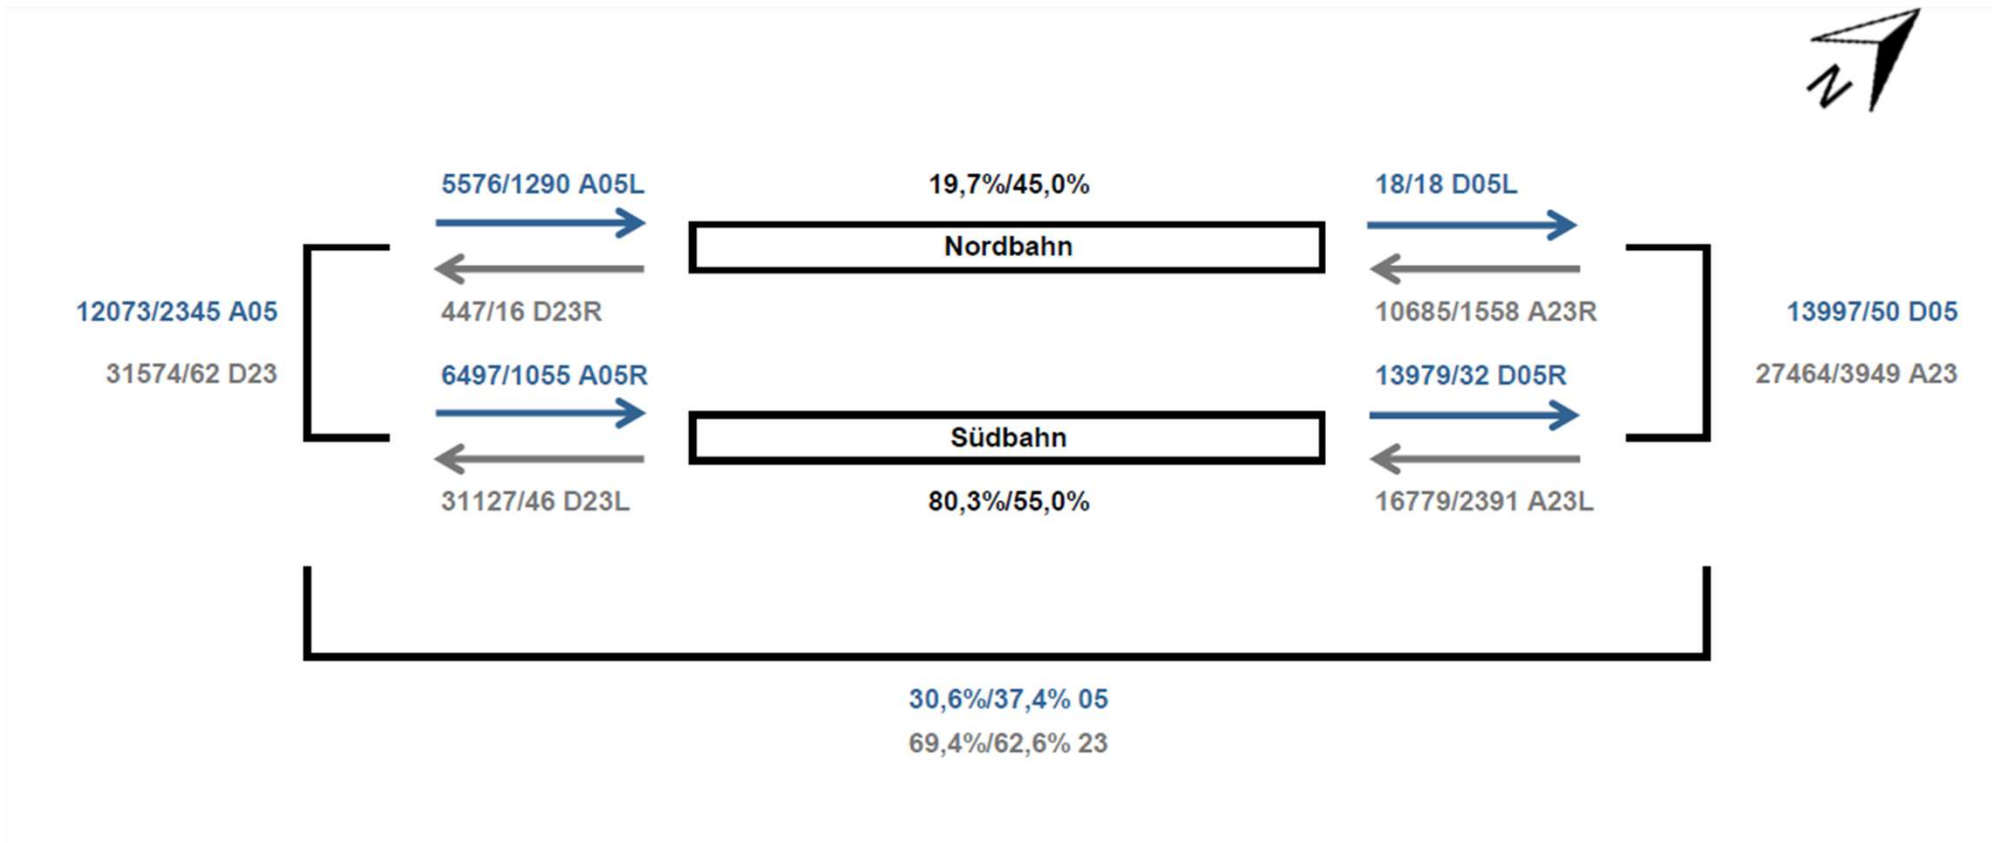 N
5576/1290 A05L
19,7%/45,0%
18/18 D05L
Nordbahn
447/16 D23R
10685/1558 A23R
12073/2345 A05
13997/50 D05
31574/62 D23
27464/3949 A23
6497/1055 A05R
13979/32 D05R
Südbahn
31127/46 D23L
80,3%/55,0%
16779/2391 A23L
30,6%/37,4% 05
69,4%/62,6% 23